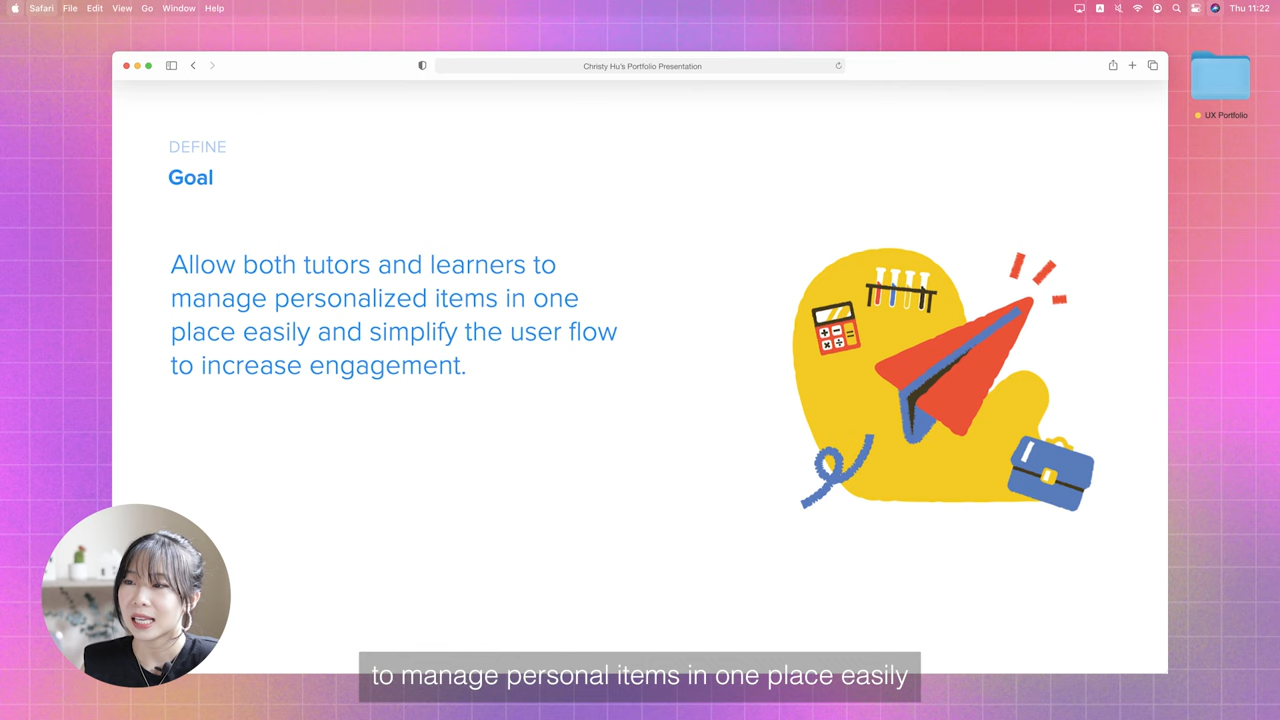 Safari File Edit View Go Window Help
A
Thu 11:22
Christy Hu's Portfolio Presentation
UX Portfolio
DEFINE
Goal
Allow both tutors and learners to
manage personalized items in one
place easily and simplify the user flow
to increase engagement.
to manage personal items in one place easily